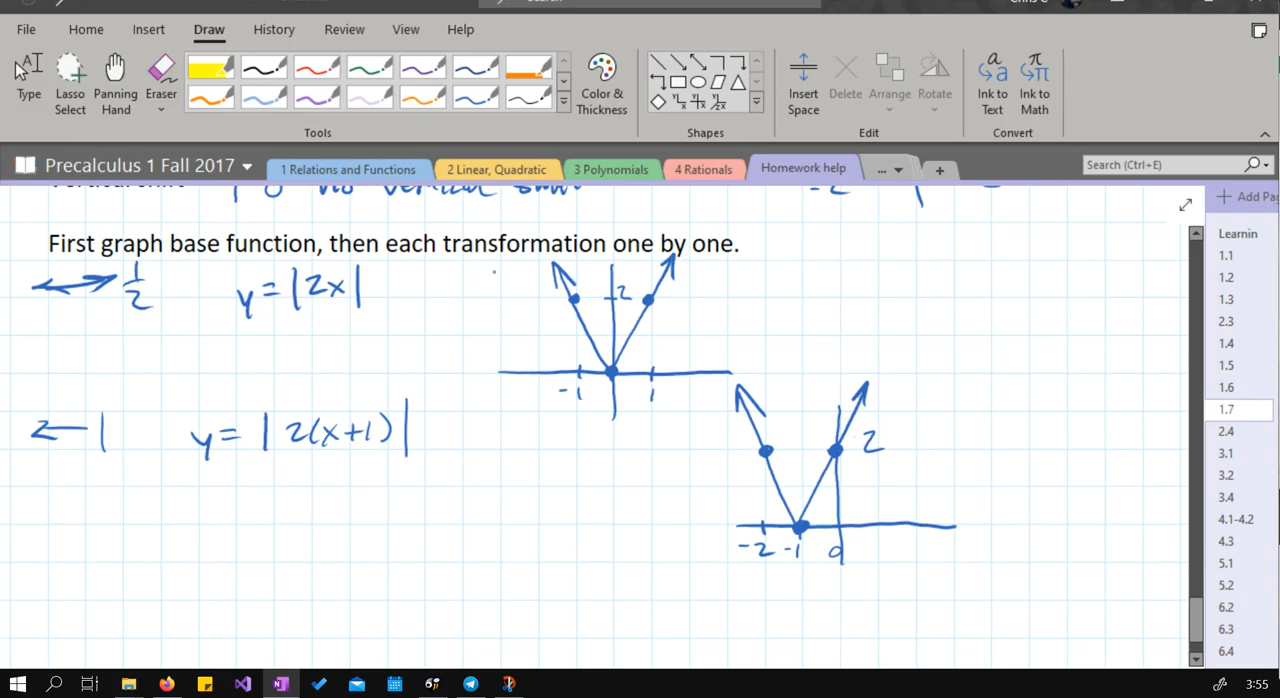 File Home Insert Draw History Review View Help
Type
Lasso Select
Panning Hand
Eraser
Color & Thickness
Insert Space
Delete
Arrange
Rotate
Ink to Text
Ink to Math
Tools Shapes Edit Convert
Precalculus 1 Fall 2017
1 Relations and Functions 2 Linear, Quadratic 3 Polynomials 4 Rationals Homework help ... + Search (Ctrl+E)
Add Pag
Learnin
1.1
1.2
1.3
2.3
1.4
1.5
1.6
1.7
2.4
3.1
3.2
3.4
4.1-4.2
4.3
5.1
5.2
6.2
6.3
6.4
First graph base function, then each transformation one by one.
1/2 y = |2x|
2
-1 1
← 1 y = |2(x+1)|
2
-2 -1 0
3:55